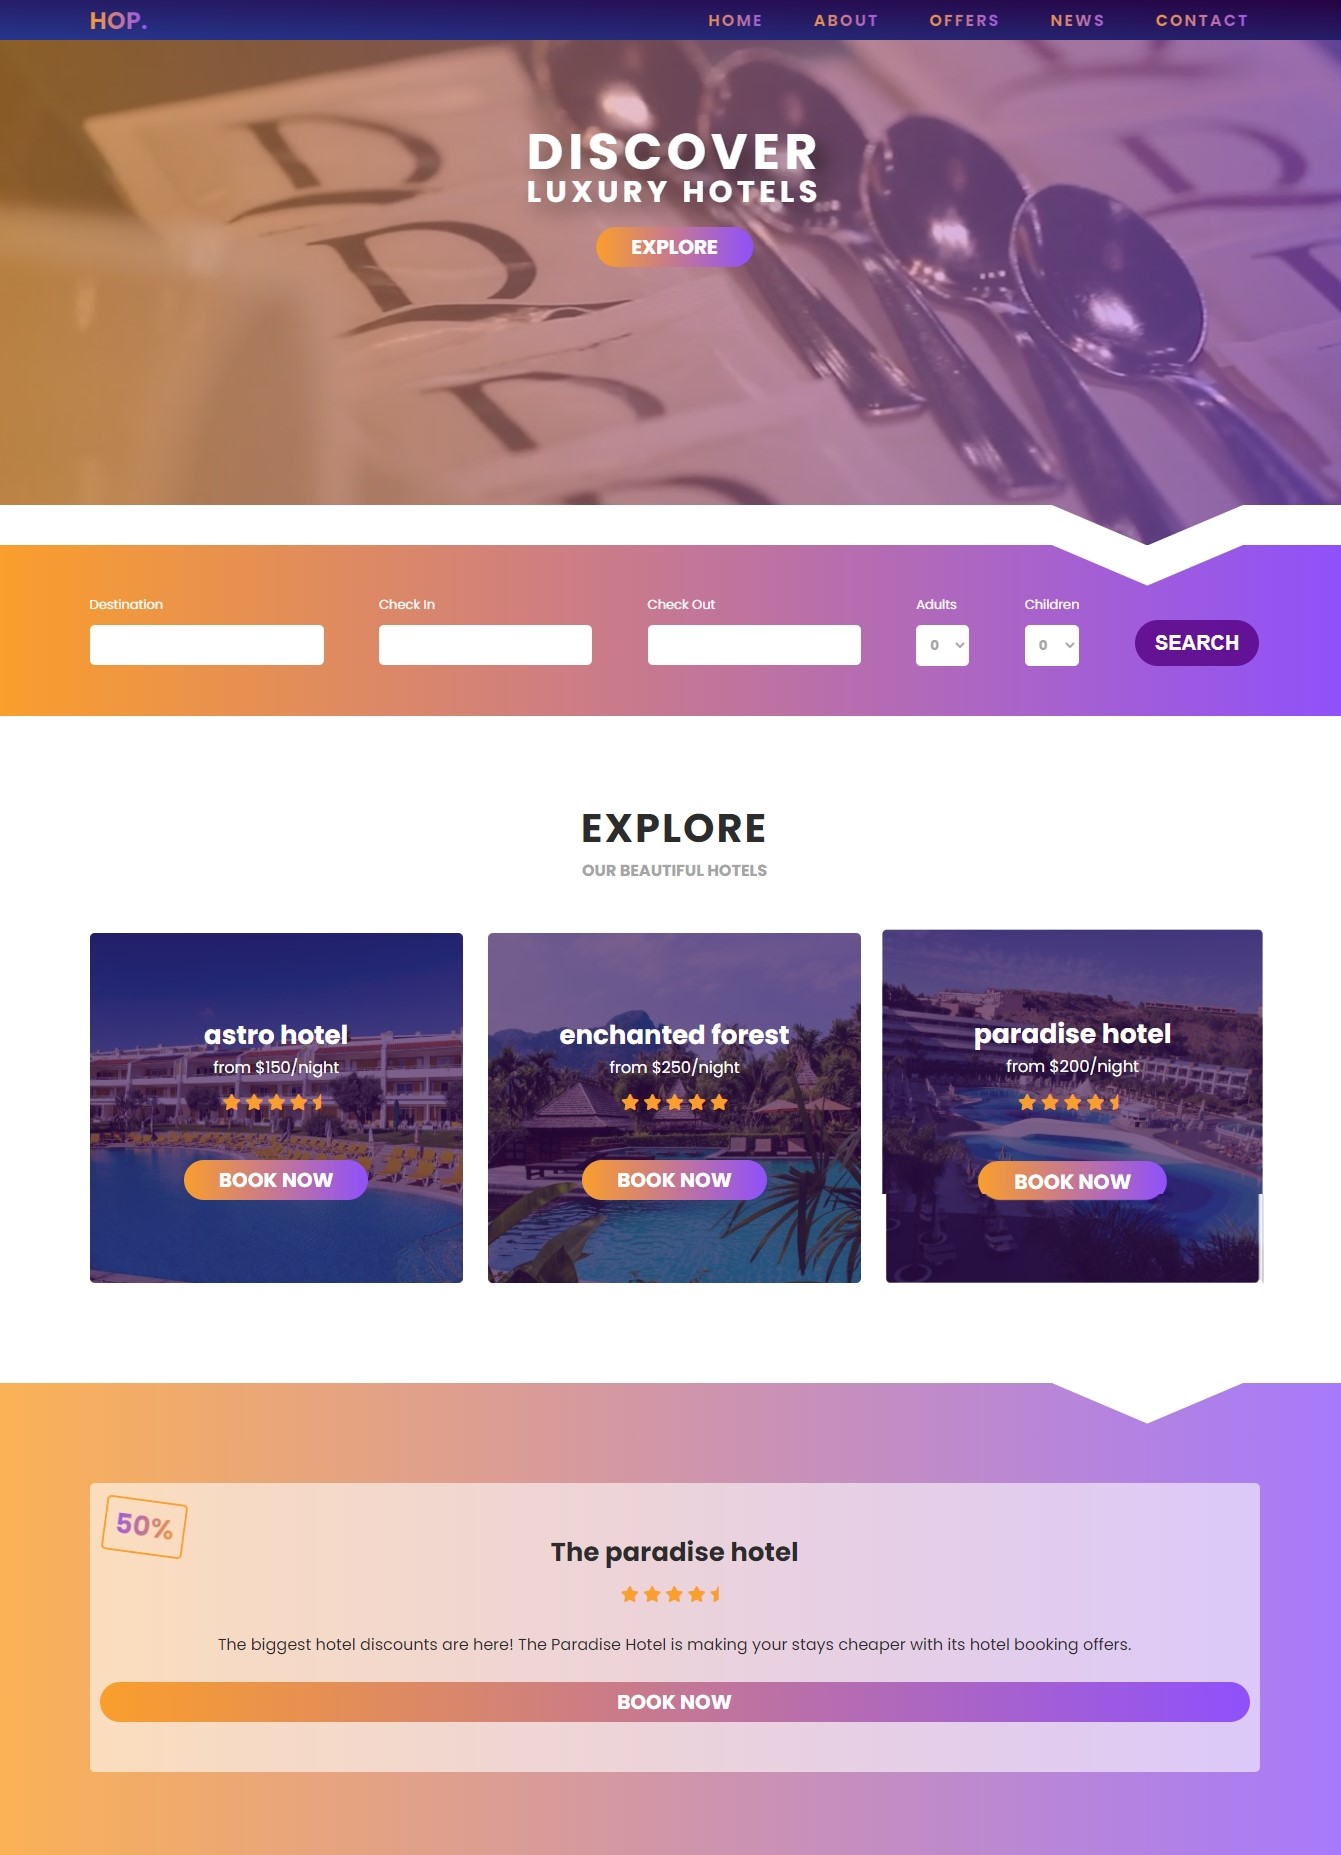 HOP.
HOME ABOUT OFFERS NEWS CONTACT
DISCOVER
LUXURY HOTELS
EXPLORE
Destination Check In Check Out Adults Children
0 0 SEARCH
EXPLORE
OUR BEAUTIFUL HOTELS
astro hotel
from $150/night
BOOK NOW
enchanted forest
from $250/night
BOOK NOW
paradise hotel
from $200/night
BOOK NOW
50%
The paradise hotel
The biggest hotel discounts are here! The Paradise Hotel is making your stays cheaper with its hotel booking offers.
BOOK NOW